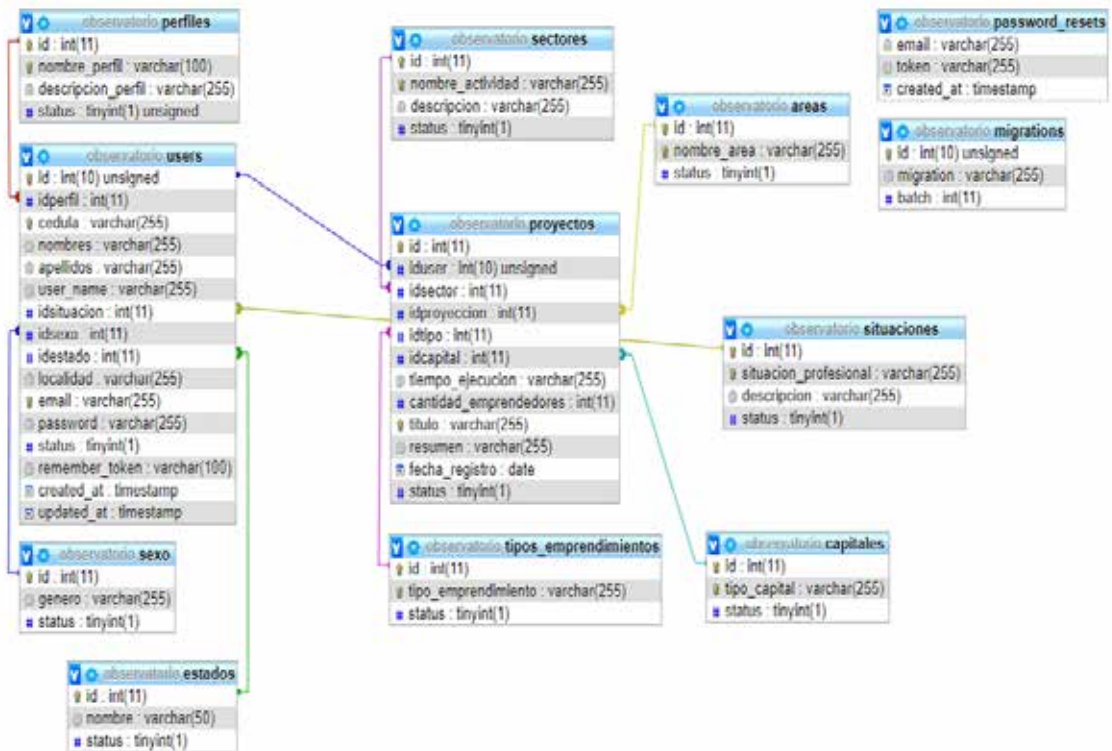 observatorio perfiles
id : int(11)
nombre_perfil : varchar(100)
descripcion_perfil : varchar(255)
status : tinyint(1) unsigned
observatorio users
id : int(10) unsigned
idperfil : int(11)
cedula : varchar(255)
nombres : varchar(255)
apellidos : varchar(255)
user_name : varchar(255)
idsituacion : int(11)
idsexo : int(11)
idestado : int(11)
localidad : varchar(255)
email : varchar(255)
password : varchar(255)
status : tinyint(1)
remember_token : varchar(100)
created_at : timestamp
updated_at : timestamp
observatorio sexo
id : int(11)
genero : varchar(255)
status : tinyint(1)
observatorio estados
id : int(11)
nombre : varchar(50)
status : tinyint(1)
observatorio sectores
id : int(11)
nombre_actividad : varchar(255)
descripcion : varchar(255)
status : tinyint(1)
observatorio proyectos
id : int(11)
iduser : int(10) unsigned
idsector : int(11)
idproyeccion : int(11)
idtipo : int(11)
idcapital : int(11)
tiempo_ejecucion : varchar(255)
cantidad_emprendedores : int(11)
titulo : varchar(255)
resumen : varchar(255)
fecha_registro : date
status : tinyint(1)
observatorio tipos_emprendimientos
id : int(11)
tipo_emprendimiento : varchar(255)
status : tinyint(1)
observatorio areas
id : int(11)
nombre_area : varchar(255)
status : tinyint(1)
observatorio situaciones
id : int(11)
situacion_profesional : varchar(255)
descripcion : varchar(255)
status : tinyint(1)
observatorio capitales
id : int(11)
tipo_capital : varchar(255)
status : tinyint(1)
observatorio password_resets
email : varchar(255)
token : varchar(255)
created_at : timestamp
observatorio migrations
id : int(10) unsigned
migration : varchar(255)
batch : int(11)